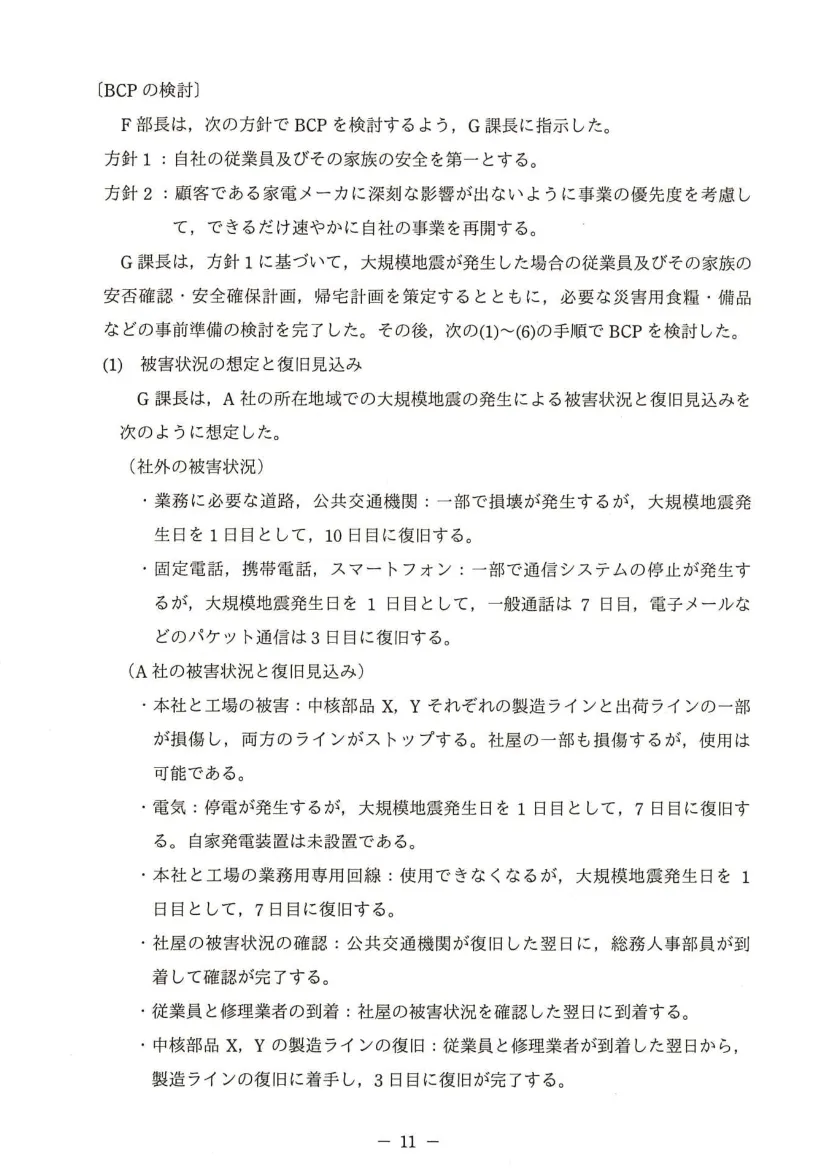 〔BCP の検討〕
F 部長は，次の方針で BCP を検討するよう，G 課長に指示した。
方針 1 ：自社の従業員及びその家族の安全を第一とする。
方針 2 ：顧客である家電メーカに深刻な影響が出ないように事業の優先度を考慮し
て，できるだけ速やかに自社の事業を再開する。
G 課長は，方針 1 に基づいて，大規模地震が発生した場合の従業員及びその家族の
安否確認・安全確保計画，帰宅計画を策定するとともに，必要な災害用食糧・備品
などの事前準備の検討を完了した。その後，次の(1)～(6)の手順で BCP を検討した。
(1) 被害状況の想定と復旧見込み
G 課長は，A 社の所在地域での大規模地震の発生による被害状況と復旧見込みを
次のように想定した。
（社外の被害状況）
・業務に必要な道路，公共交通機関：一部で損壊が発生するが，大規模地震発
生日を 1 日目として，10 日目に復旧する。
・固定電話，携帯電話，スマートフォン：一部で通信システムの停止が発生す
るが，大規模地震発生日を 1 日目として，一般通話は 7 日目，電子メールな
どのパケット通信は 3 日目に復旧する。
（A 社の被害状況と復旧見込み）
・本社と工場の被害：中核部品 X，Y それぞれの製造ラインと出荷ラインの一部
が損傷し，両方のラインがストップする。社屋の一部も損傷するが，使用は
可能である。
・電気：停電が発生するが，大規模地震発生日を 1 日目として，7 日目に復旧す
る。自家発電装置は未設置である。
・本社と工場の業務用専用回線：使用できなくなるが，大規模地震発生日を 1
日目として，7 日目に復旧する。
・社屋の被害状況の確認：公共交通機関が復旧した翌日に，総務人事部員が到
着して確認が完了する。
・従業員と修理業者の到着：社屋の被害状況を確認した翌日に到着する。
・中核部品 X，Y の製造ラインの復旧：従業員と修理業者が到着した翌日から，
製造ラインの復旧に着手し，3 日目に復旧が完了する。
－ 11 －